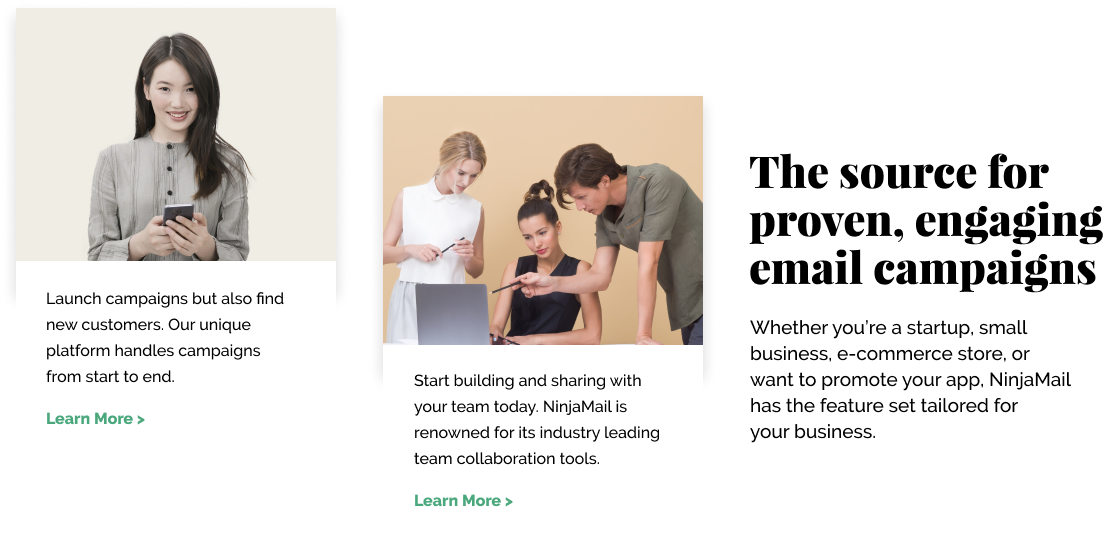 Launch campaigns but also find
new customers. Our unique
platform handles campaigns
from start to end.
Learn More >
Start building and sharing with
your team today. NinjaMail is
renowned for its industry leading
team collaboration tools.
Learn More >
The source for
proven, engaging
email campaigns
Whether you’re a startup, small
business, e-commerce store, or
want to promote your app, NinjaMail
has the feature set tailored for
your business.